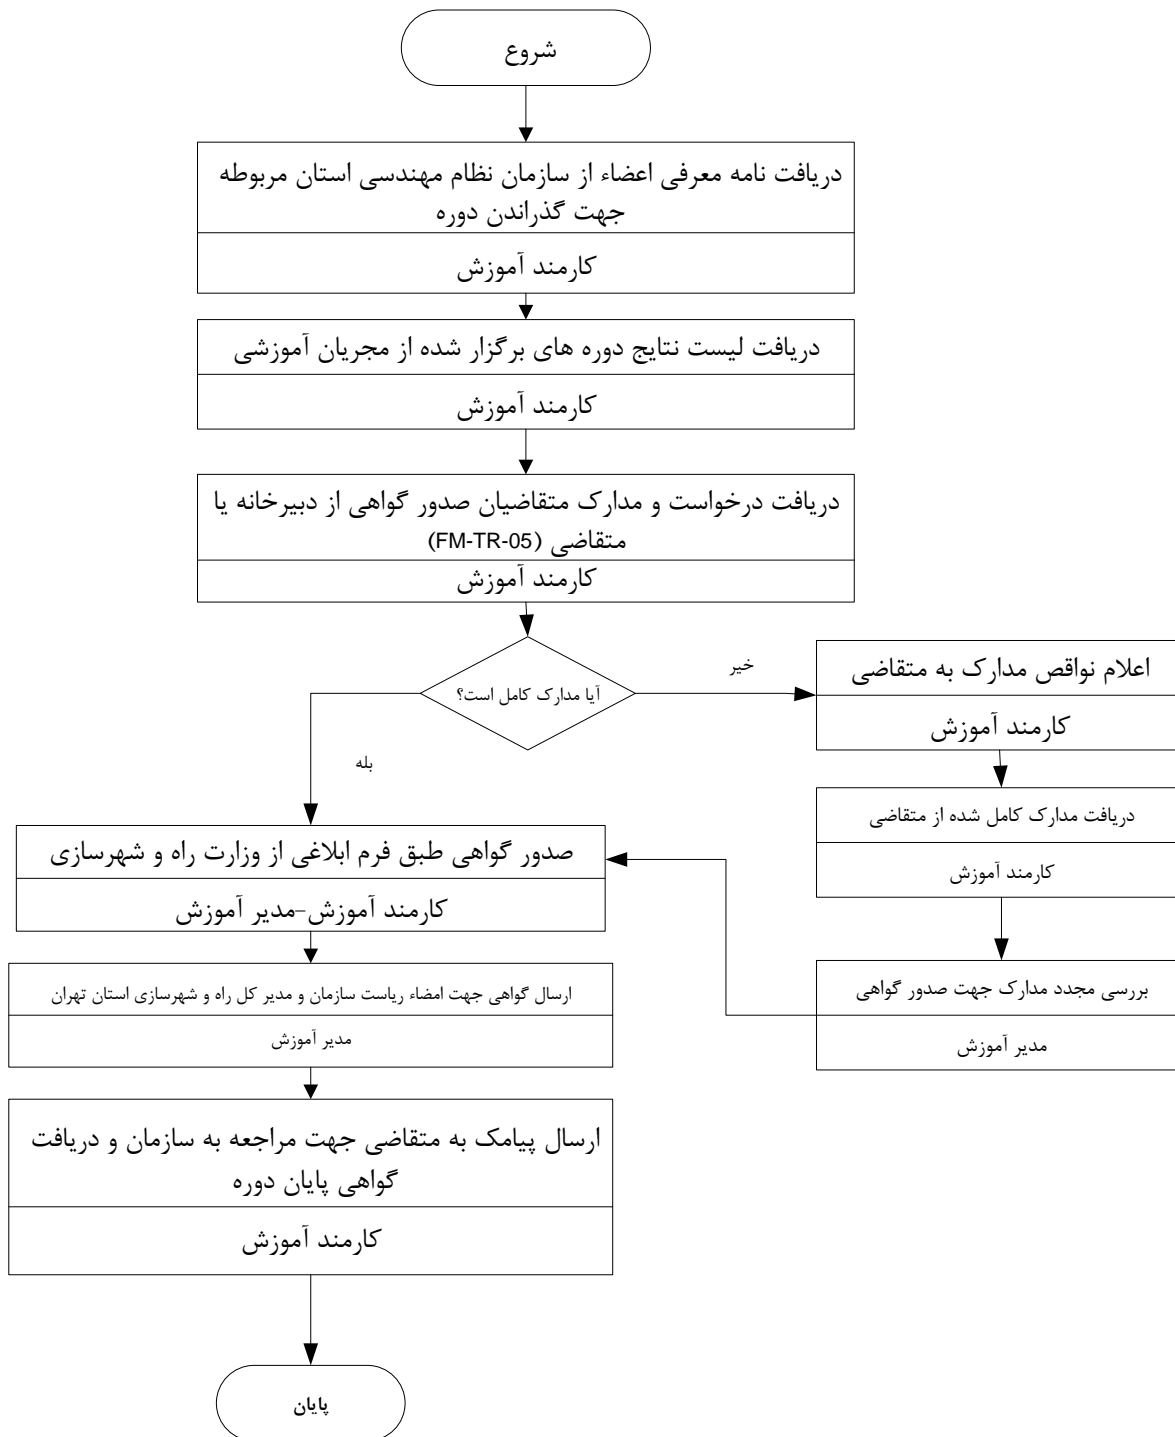 شروع
دریافت نامه معرفی اعضاء از سازمان نظام مهندسی استان مربوطه
جهت گذراندن دوره
کارمند آموزش
دریافت لیست نتایج دوره های برگزار شده از مجریان آموزشی
کارمند آموزش
دریافت درخواست و مدارک متقاضیان صدور گواهی از دبیرخانه یا
متقاضی (FM-TR-05)
کارمند آموزش
آیا مدارک کامل است؟
خیر
بله
اعلام نواقص مدارک به متقاضی
کارمند آموزش
دریافت مدارک کامل شده از متقاضی
کارمند آموزش
بررسی مجدد مدارک جهت صدور گواهی
مدیر آموزش
صدور گواهی طبق فرم ابلاغی از وزارت راه و شهرسازی
کارمند آموزش-مدیر آموزش
ارسال گواهی جهت امضاء ریاست سازمان و مدیر کل راه و شهرسازی استان تهران
مدیر آموزش
ارسال پیامک به متقاضی جهت مراجعه به سازمان و دریافت
گواهی پایان دوره
کارمند آموزش
پایان